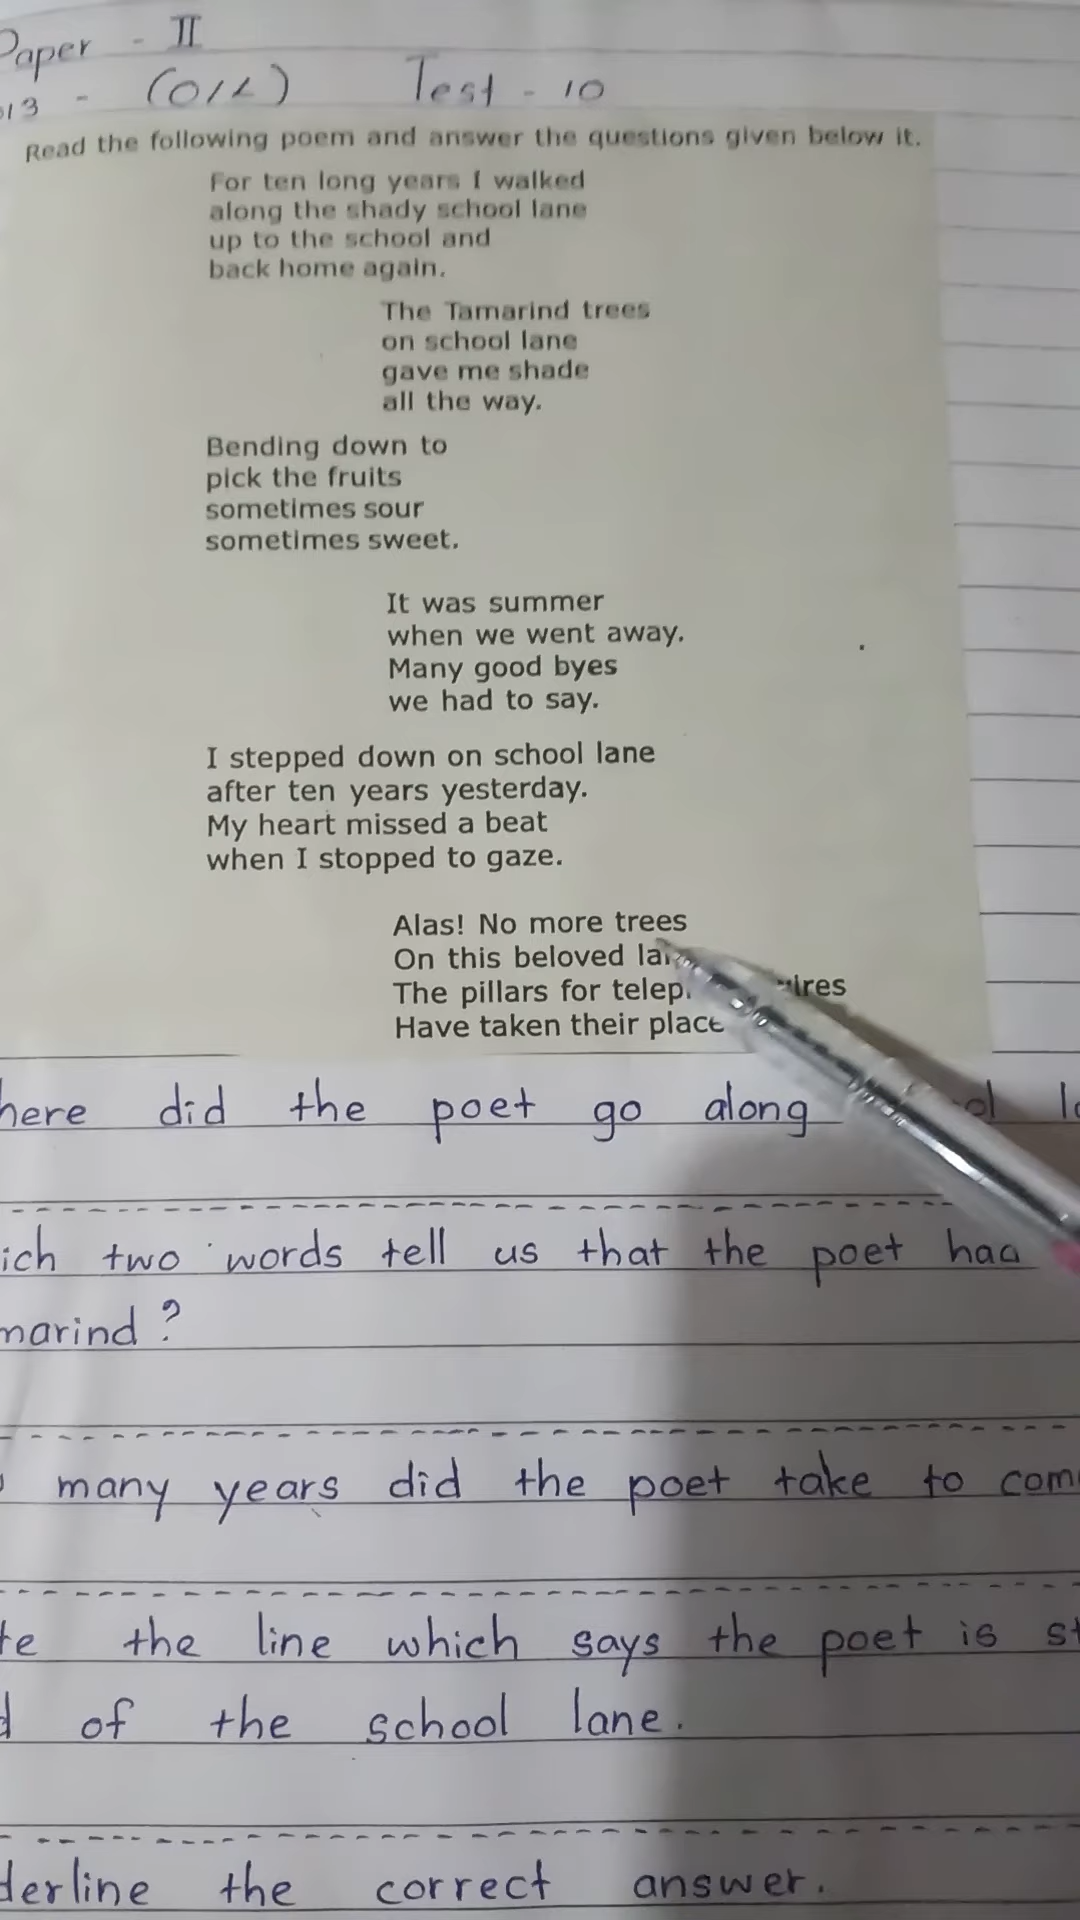 Paper - II
13 - (O/L) Test - 10
Read the following poem and answer the questions given below it.
For ten long years I walked
along the shady school lane
up to the school and
back home again.
The Tamarind trees
on school lane
gave me shade
all the way.
Bending down to
pick the fruits
sometimes sour
sometimes sweet.
It was summer
when we went away.
Many good byes
we had to say.
I stepped down on school lane
after ten years yesterday.
My heart missed a beat
when I stopped to gaze.
Alas! No more trees
On this beloved
The pillars for
Have taken their place
did the poet go along
two words tell us that the poet had
?
many years did the poet take to
the line which says the poet is
of the school lane.
the correct answer.